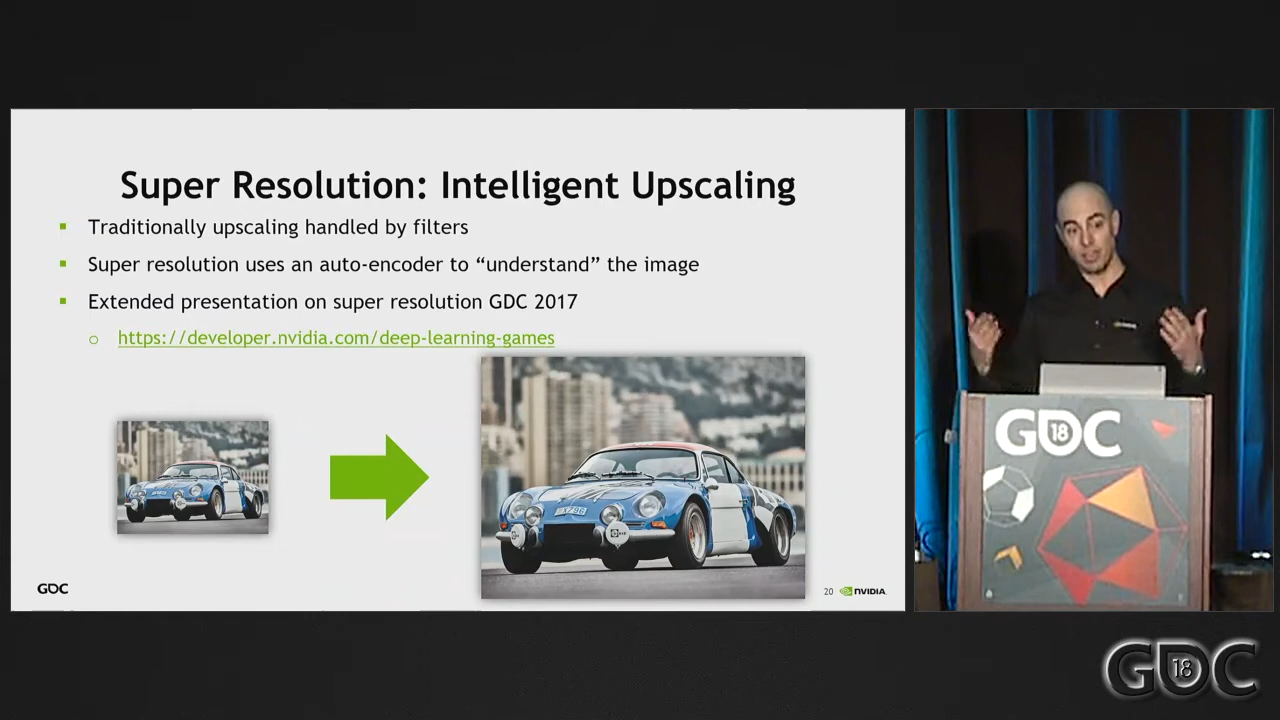 Super Resolution: Intelligent Upscaling
Traditionally upscaling handled by filters
Super resolution uses an auto-encoder to “understand” the image
Extended presentation on super resolution GDC 2017
https://developer.nvidia.com/deep-learning-games
GDC
20 NVIDIA
GDC 18
GDC 18